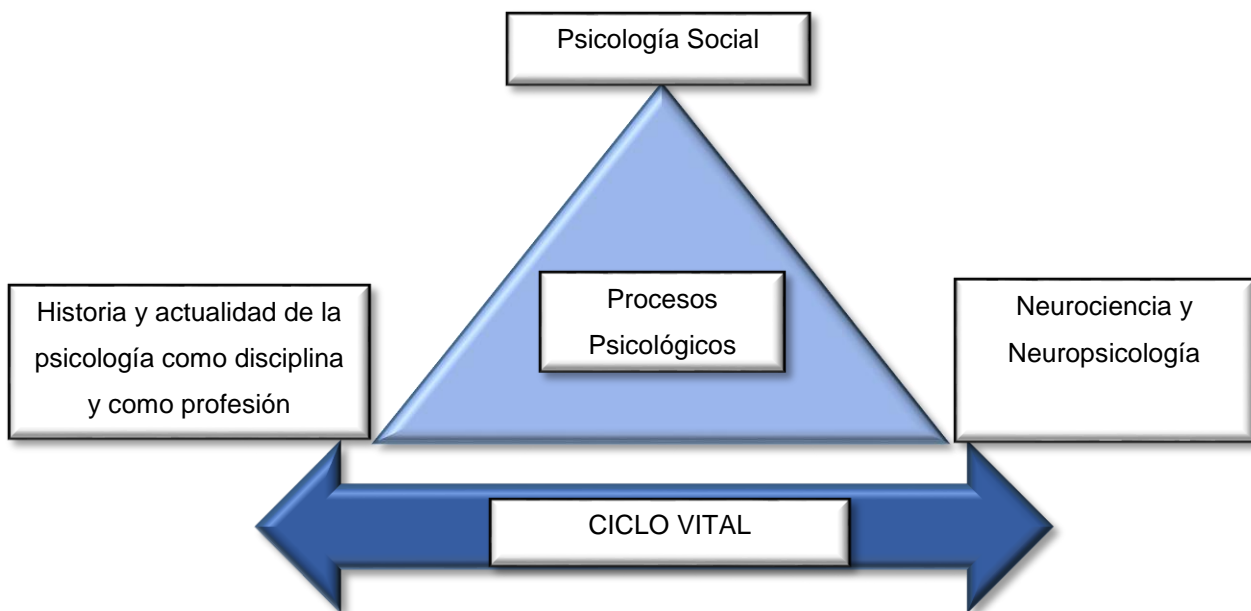 Psicología Social
Historia y actualidad de la
psicología como disciplina
y como profesión
Procesos
Psicológicos
Neurociencia y
Neuropsicología
CICLO VITAL